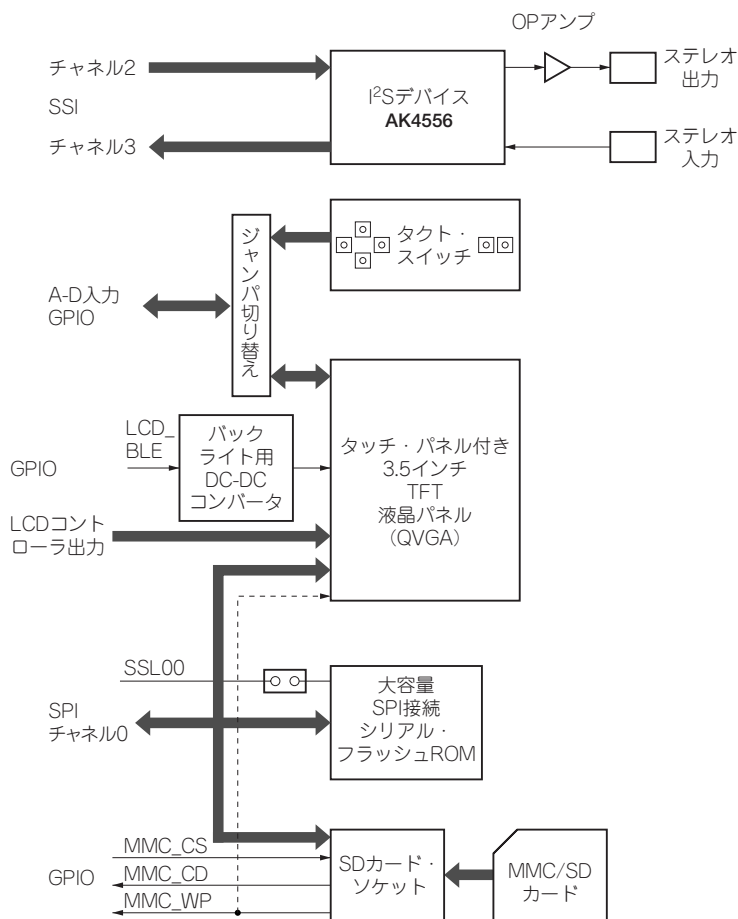 OPアンプ
チャネル2
SSI
チャネル3
I²Sデバイス
AK4556
ステレオ
出力
ステレオ
入力
ジャンパ切り替え
タクト・
スイッチ
A-D入力
GPIO
LCD_
BLE
GPIO
バック
ライト用
DC-DC
コンバータ
タッチ・パネル付き
3.5インチ
TFT
液晶パネル
(QVGA)
LCDコント
ローラ出力
SSL00
SPI
チャネル0
大容量
SPI接続
シリアル・
フラッシュROM
MMC_CS
GPIO
MMC_CD
MMC_WP
SDカード・
ソケット
MMC/SD
カード